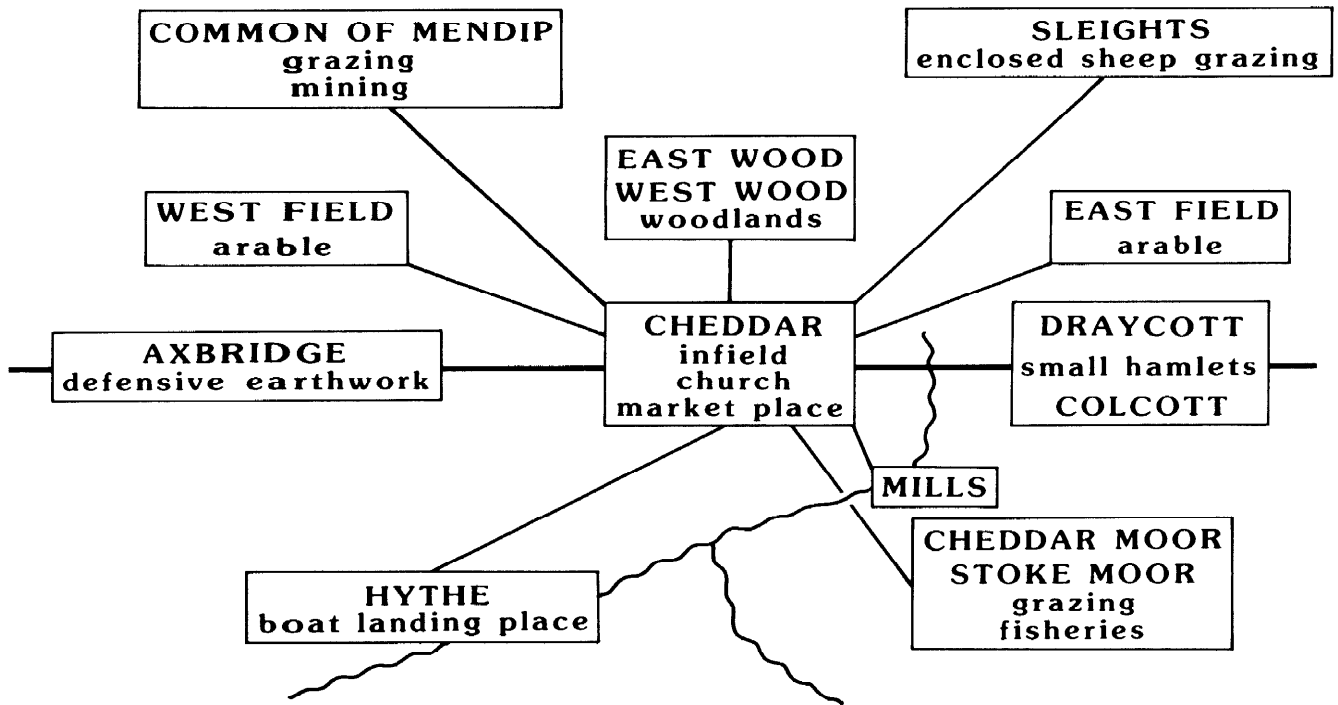 COMMON OF MENDIP
grazing
mining
SLEIGHTS
enclosed sheep grazing
EAST WOOD
WEST WOOD
woodlands
WEST FIELD
arable
EAST FIELD
arable
AXBRIDGE
defensive earthwork
CHEDDAR
infield
church
market place
DRAYCOTT
small hamlets
COLCOTT
MILLS
CHEDDAR MOOR
STOKE MOOR
grazing
fisheries
HYTHE
boat landing place